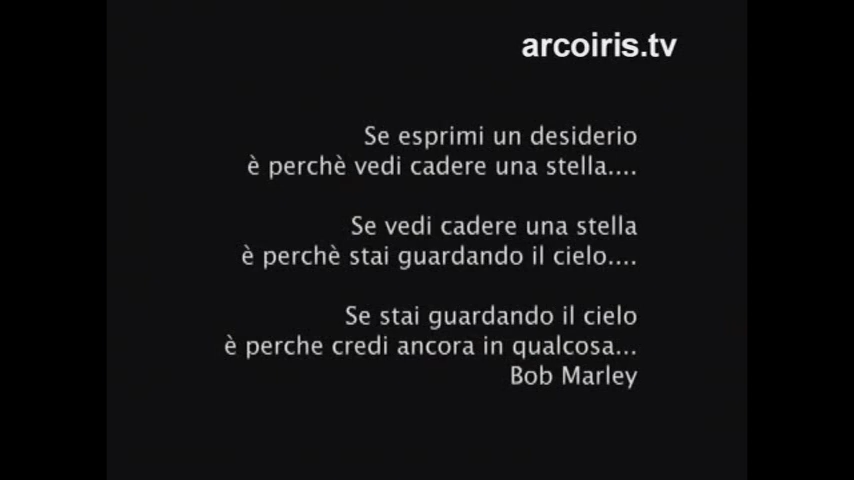 arcoiris.tv
Se esprimi un desiderio
è perchè vedi cadere una stella....
Se vedi cadere una stella
è perchè stai guardando il cielo....
Se stai guardando il cielo
è perche credi ancora in qualcosa...
Bob Marley